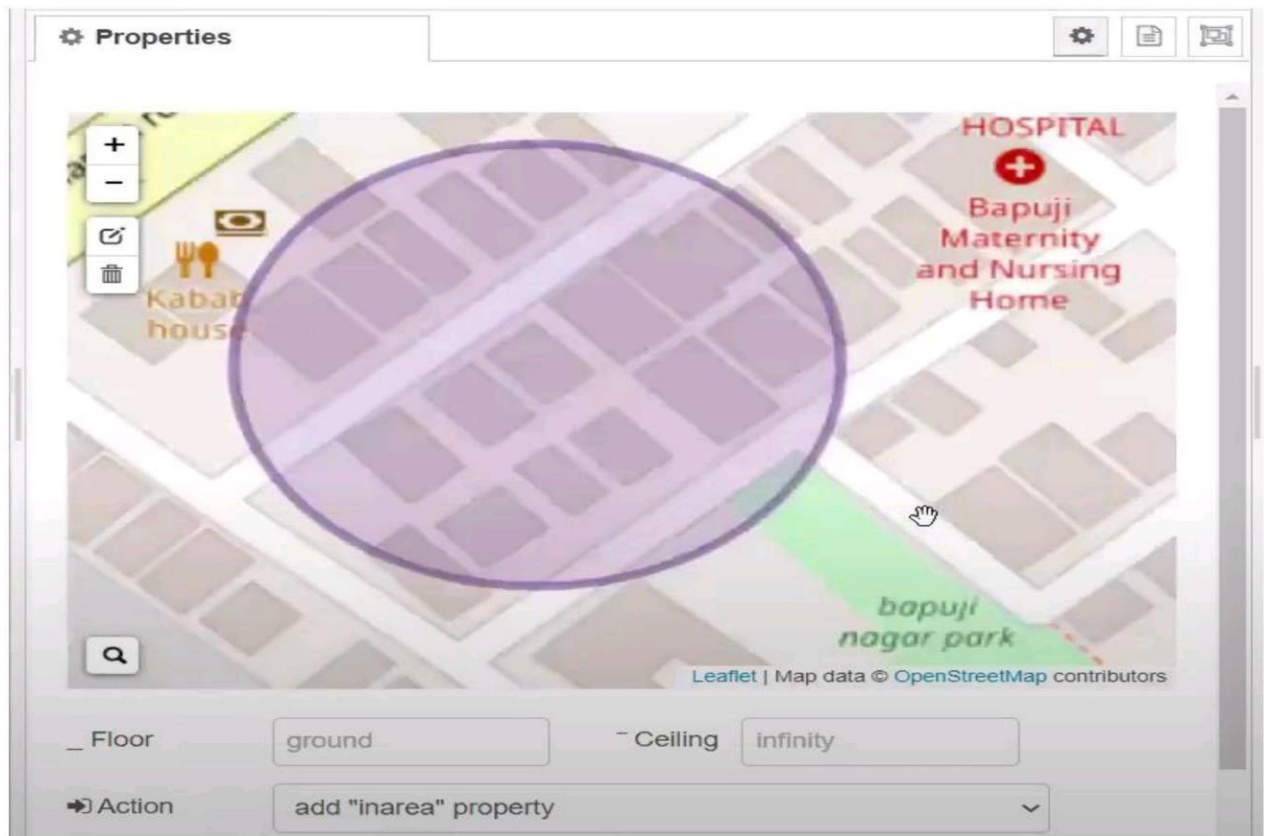 Properties
+
HOSPITAL
−
Bapuji
Maternity
and Nursing
Home
Kabab
house
bapuji
nagar park
Leaflet | Map data © OpenStreetMap contributors
_ Floor ground ‾ Ceiling infinity
Action add "inarea" property